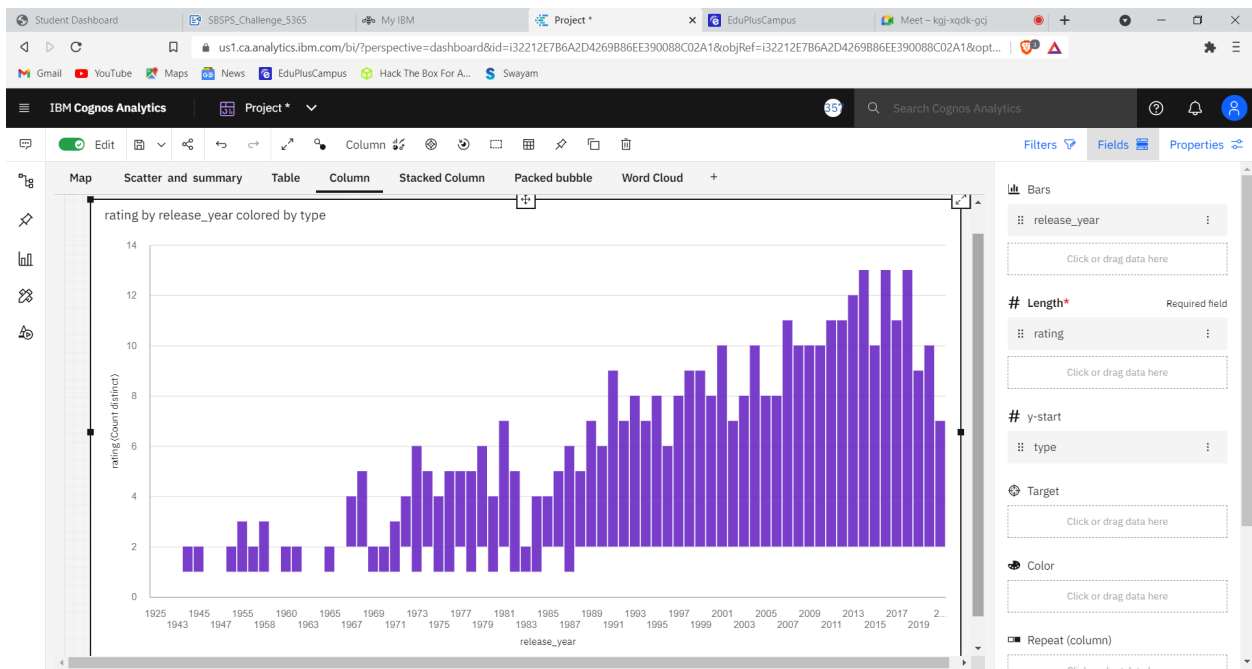 Student Dashboard
SBSPS_Challenge_5365
My IBM
Project *
EduPlusCampus
Meet – kgj-xqdk-gcj
us1.ca.analytics.ibm.com/bi/?perspective=dashboard&id=i32212E7B6A2D4269B86EE390088C02A1&objRef=i32212E7B6A2D4269B86EE390088C02A1&opt...
Gmail YouTube Maps News EduPlusCampus Hack The Box For A... Swayam
IBM Cognos Analytics
Project *
Search Cognos Analytics
Edit
Column
Filters
Fields
Properties
Map Scatter and summary Table Column Stacked Column Packed bubble Word Cloud +
rating by release_year colored by type
14
12
10
8
6
4
2
0
rating (Count distinct)
1925 1945 1955 1960 1965 1969 1973 1977 1981 1985 1989 1993 1997 2001 2005 2009 2013 2017 2...
1943 1947 1958 1963 1967 1971 1975 1979 1983 1987 1991 1995 1999 2003 2007 2011 2015 2019
release_year
Bars
release_year
Click or drag data here
# Length*
Required field
rating
Click or drag data here
# y-start
type
Target
Click or drag data here
Color
Click or drag data here
Repeat (column)